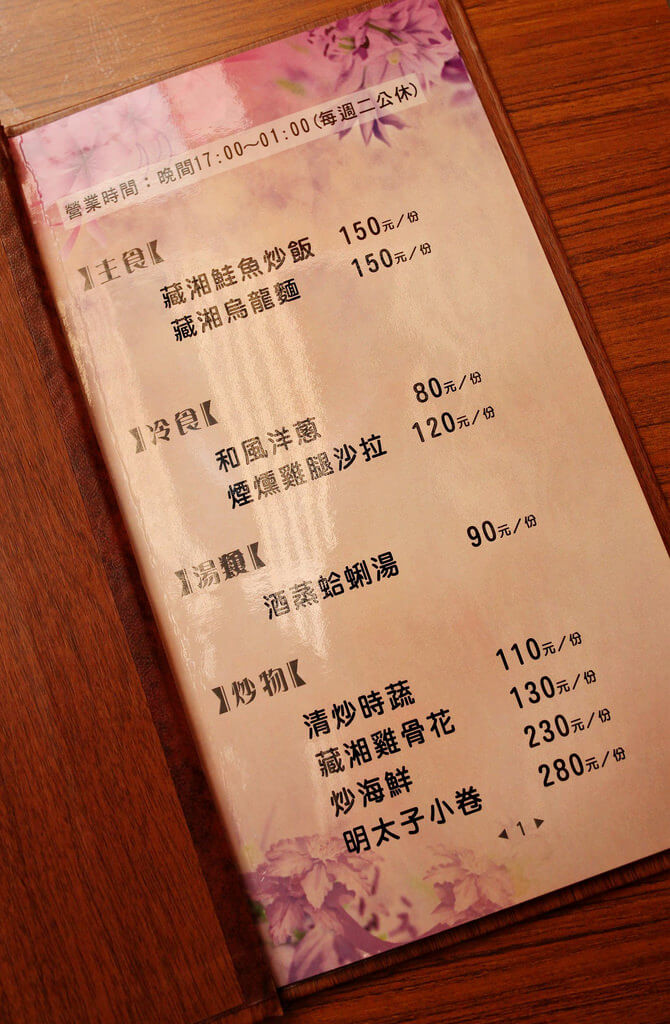 營業時間：晚間17:00～01:00(每週二公休)
【主食】
藏湘鮭魚炒飯 150元/份
藏湘烏龍麵 150元/份
【冷食】
和風洋蔥 80元/份
煙燻雞腿沙拉 120元/份
【湯類】
酒蒸蛤蜊湯 90元/份
【炒物】
清炒時蔬 110元/份
藏湘雞骨花 130元/份
炒海鮮 230元/份
明太子小卷 280元/份
◀ 1 ▶